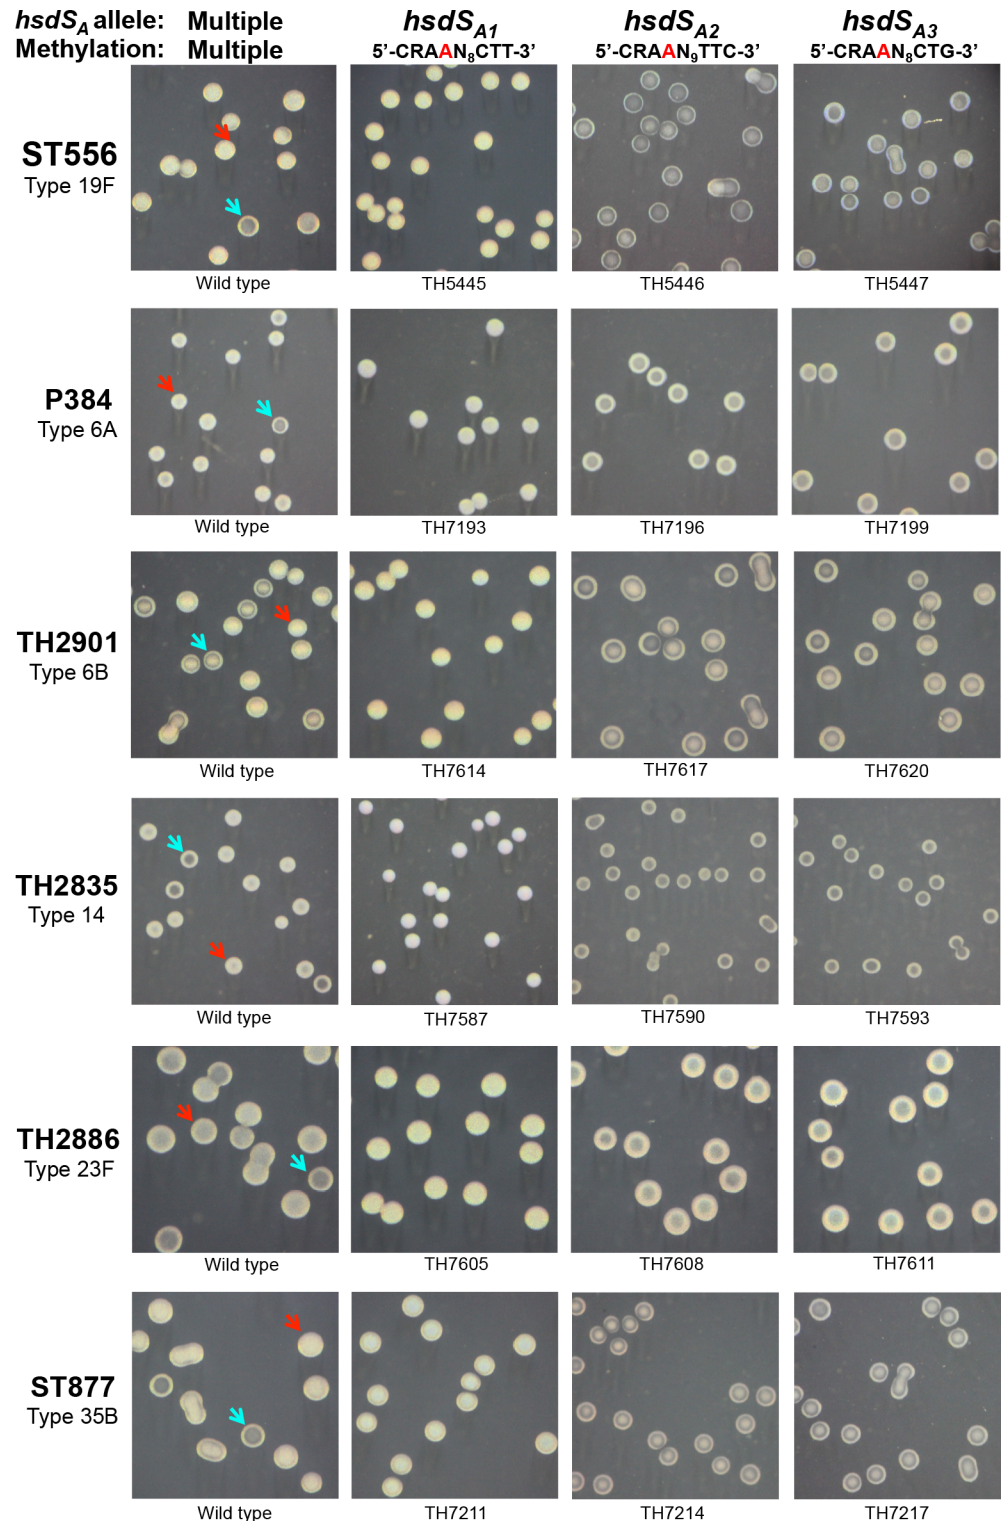 hsdSA allele: Multiple hsdSA1 hsdSA2 hsdSA3
Methylation: Multiple 5’-CRAAN8CTT-3’ 5’-CRAAN9TTC-3’ 5’-CRAAN8CTG-3’
ST556
Type 19F
Wild type TH5445 TH5446 TH5447
P384
Type 6A
Wild type TH7193 TH7196 TH7199
TH2901
Type 6B
Wild type TH7614 TH7617 TH7620
TH2835
Type 14
Wild type TH7587 TH7590 TH7593
TH2886
Type 23F
Wild type TH7605 TH7608 TH7611
ST877
Type 35B
Wild type TH7211 TH7214 TH7217